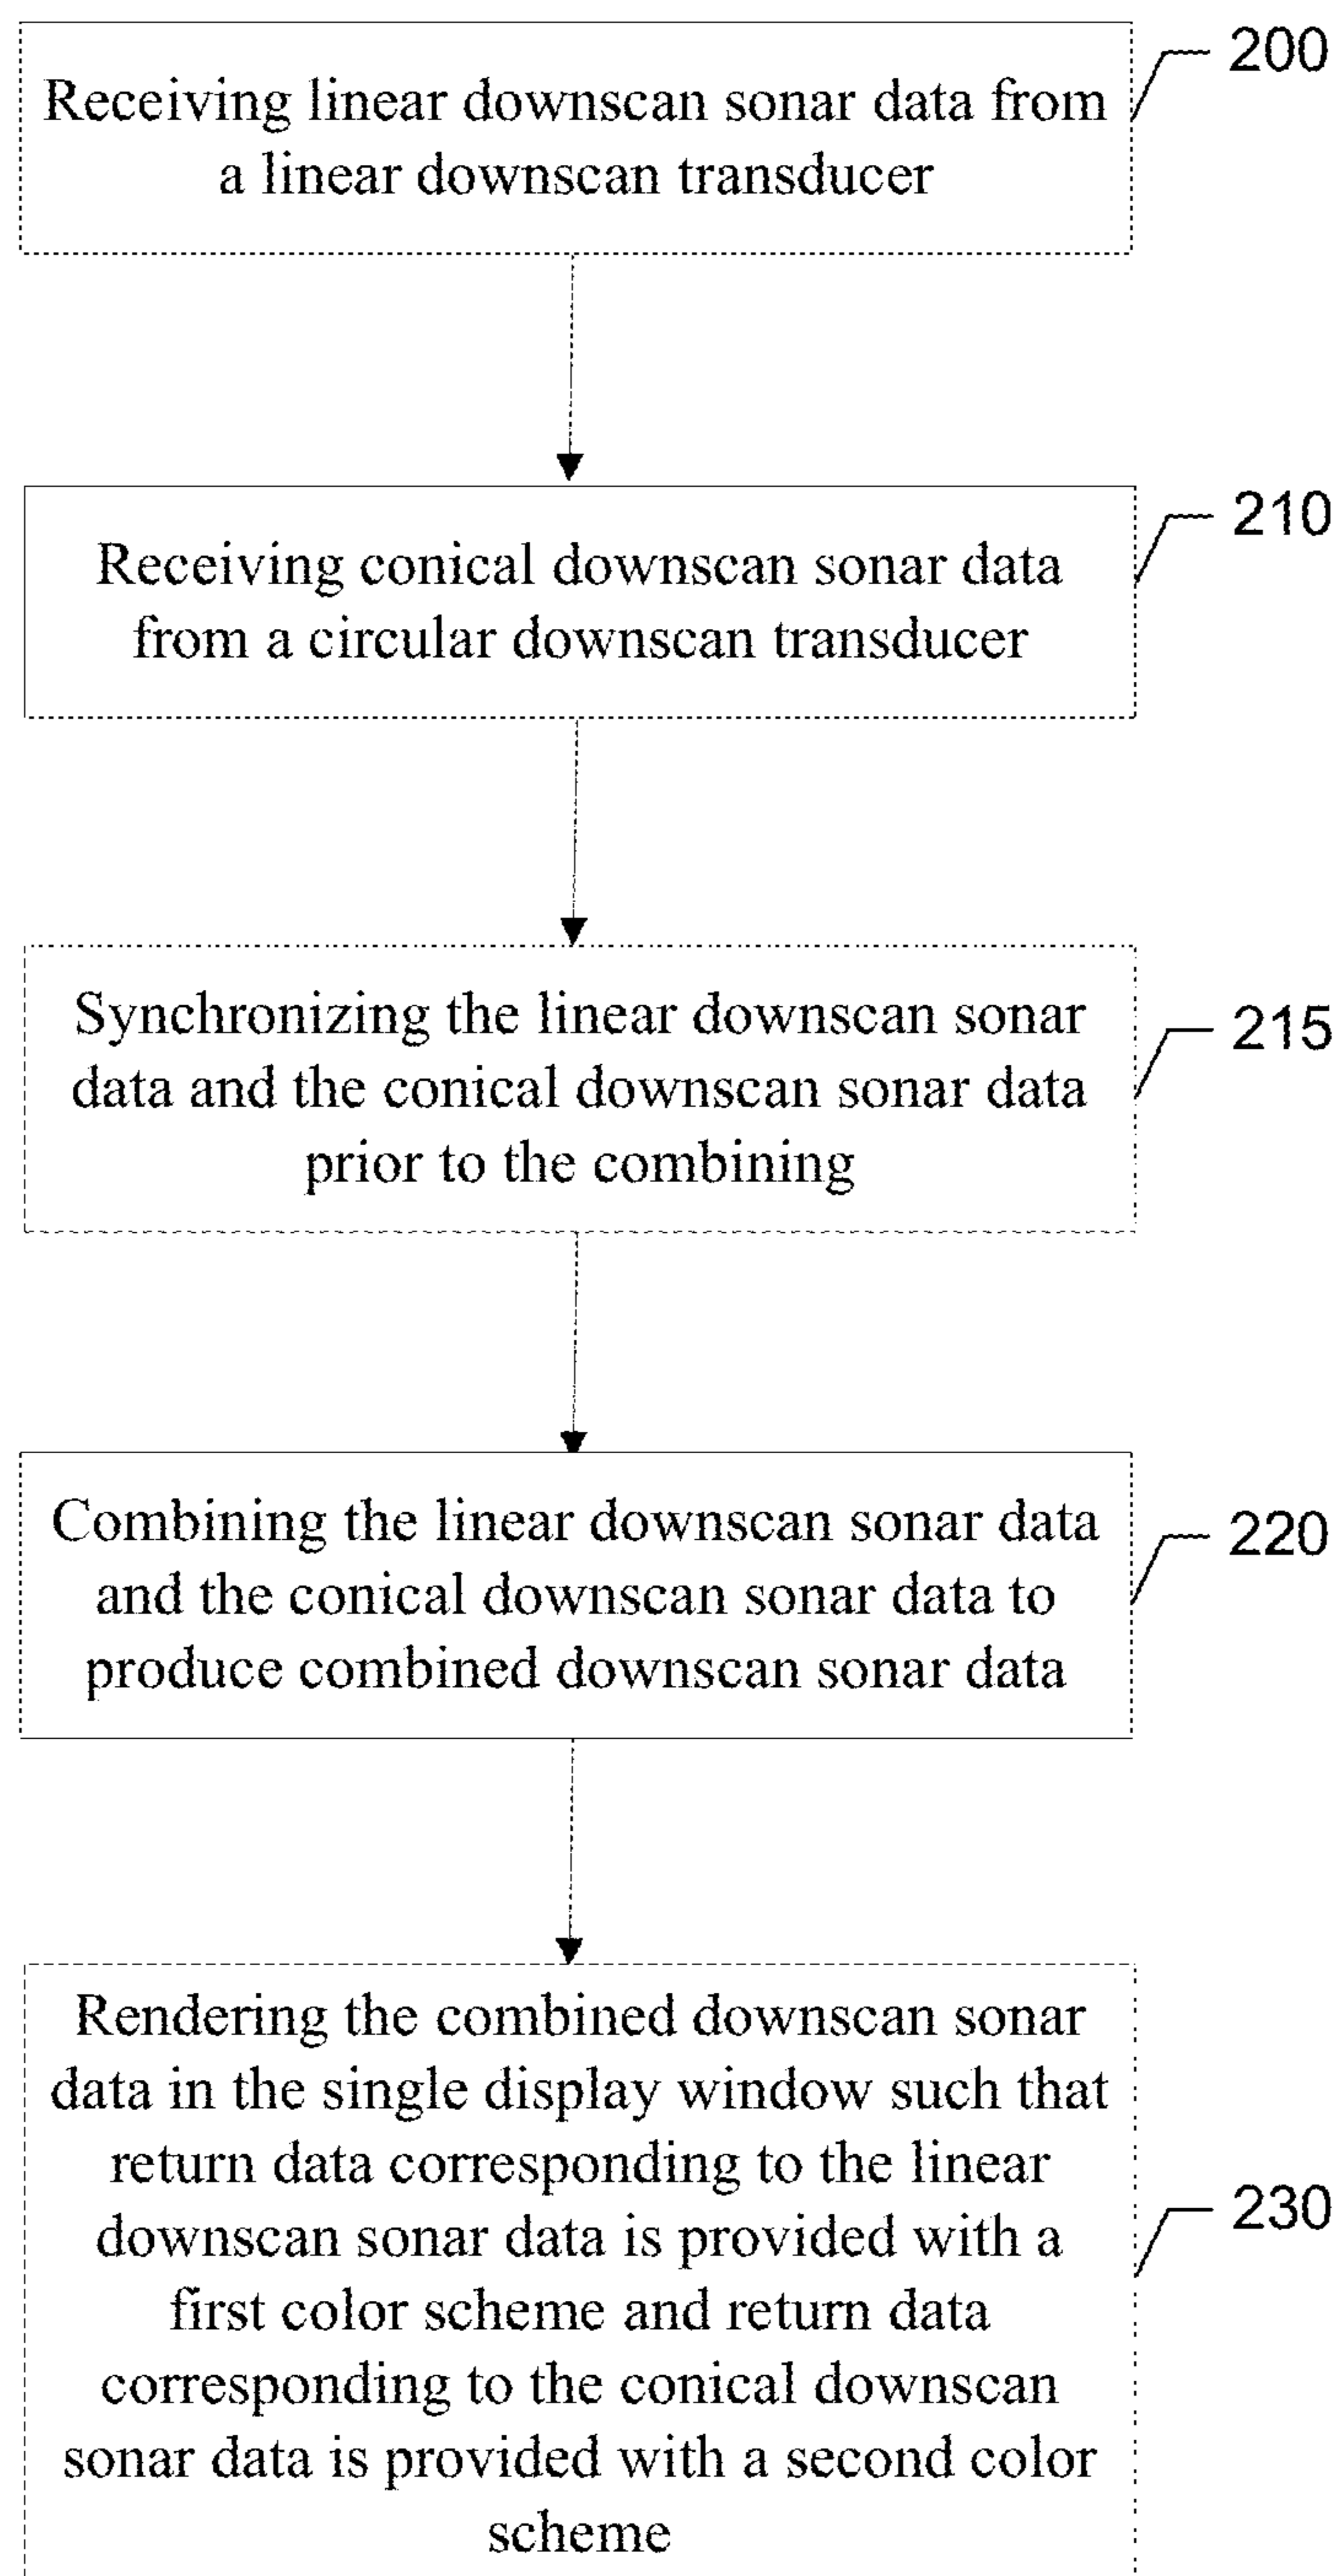 200
Receiving linear downscan sonar data from
a linear downscan transducer
210
Receiving conical downscan sonar data
from a circular downscan transducer
Synchronizing the linear downscan sonar
215
data and the conical downscan sonar data
prior to the combining
Combining the linear downscan sonar data
220
and the conical downscan sonar data to
produce combined downscan sonar data
Rendering the combined downscan sonar
data in the single display window such that
return data corresponding to the linear
230
downscan sonar data is provided with a
first color scheme and return data
corresponding to the conical downscan
sonar data is provided with a second color
scheme